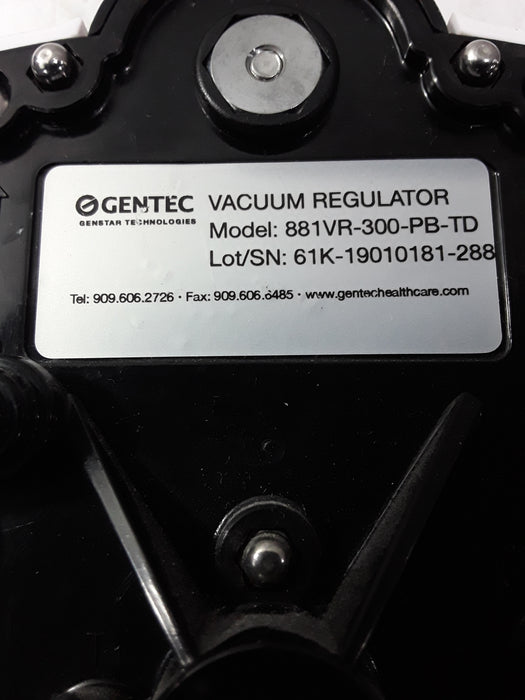 GENTEC
GENSTAR TECHNOLOGIES
VACUUM REGULATOR
Model: 881VR-300-PB-TD
Lot/SN: 61K-19010181-288
Tel: 909.606.2726 · Fax: 909.606.6485 · www.gentechealthcare.com